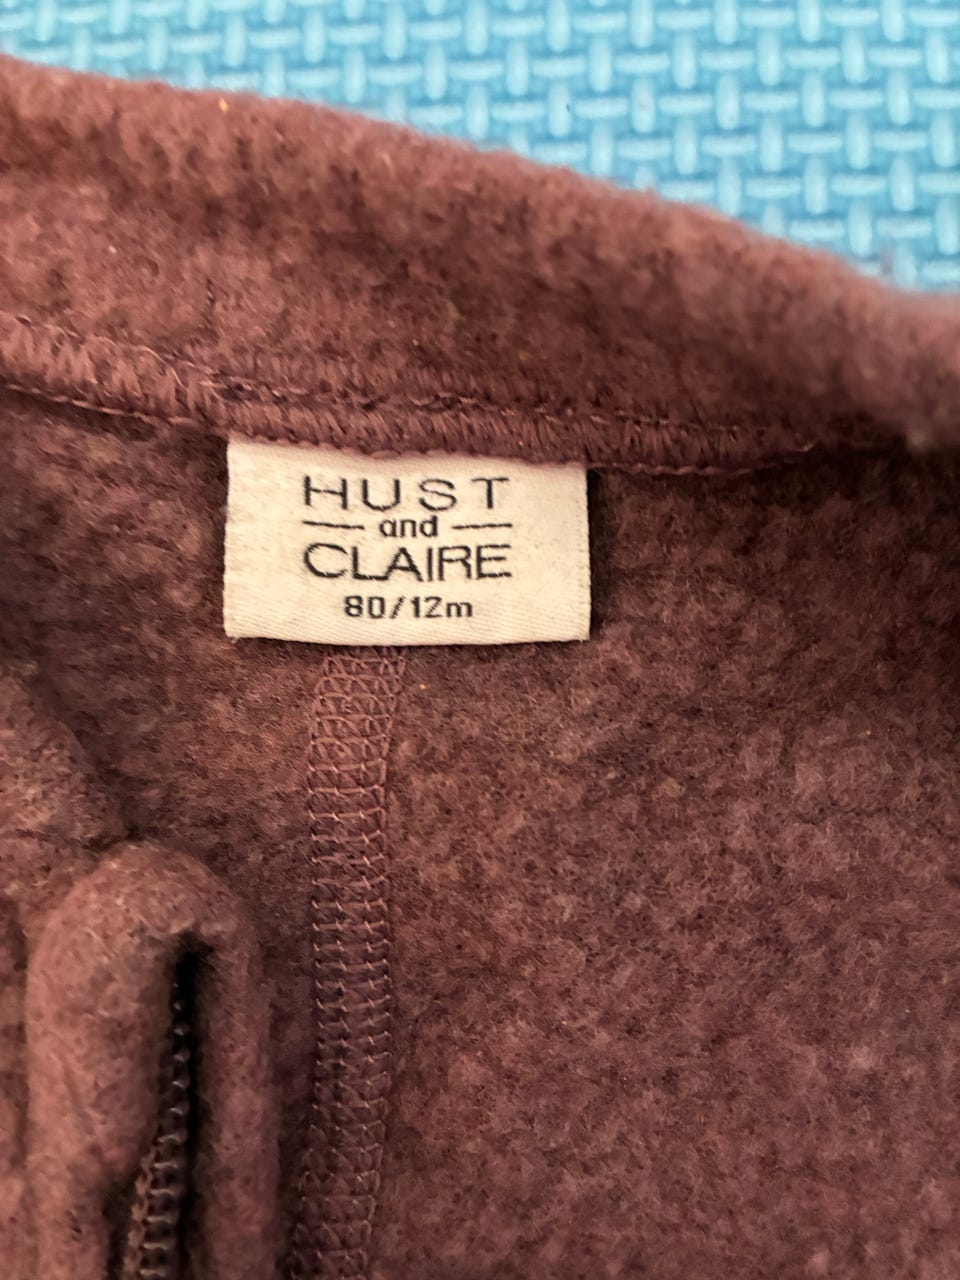 HUST
and
CLAIRE
80/12m